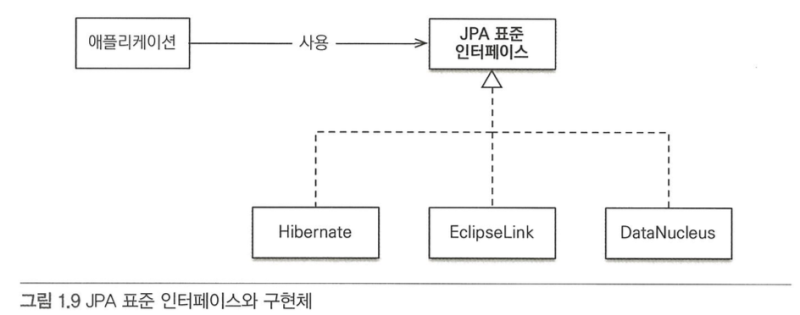 애플리케이션
사용
JPA 표준
인터페이스
Hibernate
EclipseLink
DataNucleus
그림 1.9 JPA 표준 인터페이스와 구현체